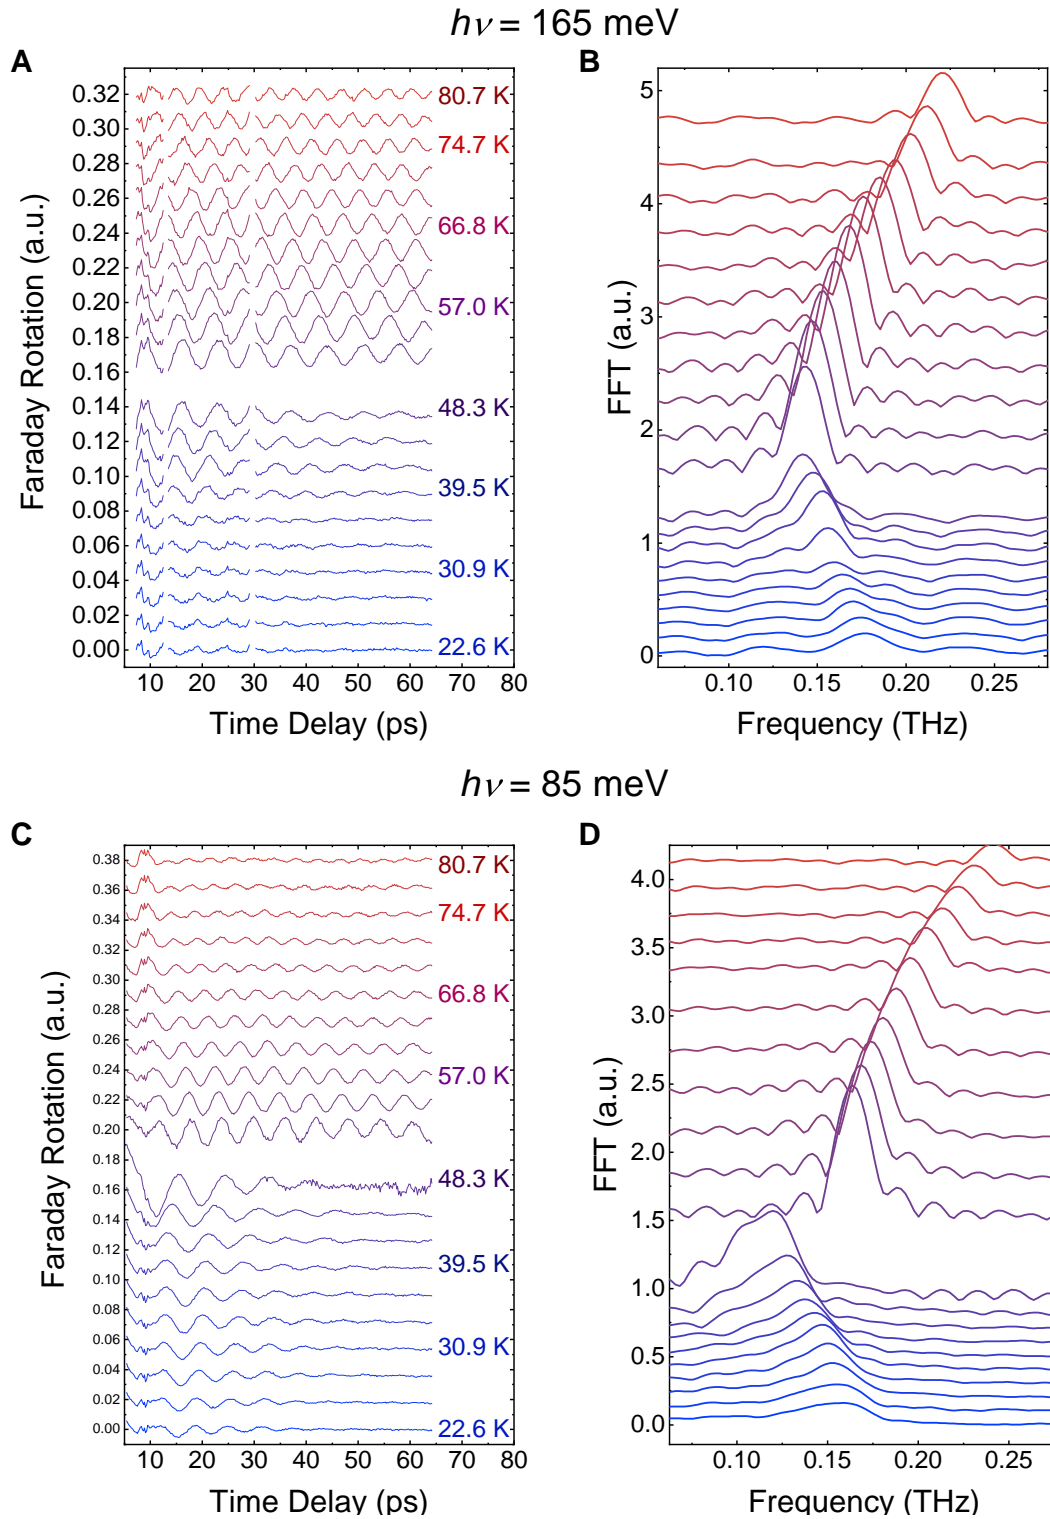 hν = 165 meV
A
B
Faraday Rotation (a.u.)
0.32
0.30
0.28
0.26
0.24
0.22
0.20
0.18
0.16
0.14
0.12
0.10
0.08
0.06
0.04
0.02
0.00
80.7 K
74.7 K
66.8 K
57.0 K
48.3 K
39.5 K
30.9 K
22.6 K
10 20 30 40 50 60 70 80
Time Delay (ps)
FFT (a.u.)
5
4
3
2
1
0
0.10 0.15 0.20 0.25
Frequency (THz)
hν = 85 meV
C
D
Faraday Rotation (a.u.)
0.38
0.36
0.34
0.32
0.30
0.28
0.26
0.24
0.22
0.20
0.18
0.16
0.14
0.12
0.10
0.08
0.06
0.04
0.02
0.00
80.7 K
74.7 K
66.8 K
57.0 K
48.3 K
39.5 K
30.9 K
22.6 K
10 20 30 40 50 60 70 80
Time Delay (ps)
FFT (a.u.)
4.0
3.5
3.0
2.5
2.0
1.5
1.0
0.5
0.0
0.10 0.15 0.20 0.25
Frequency (THz)